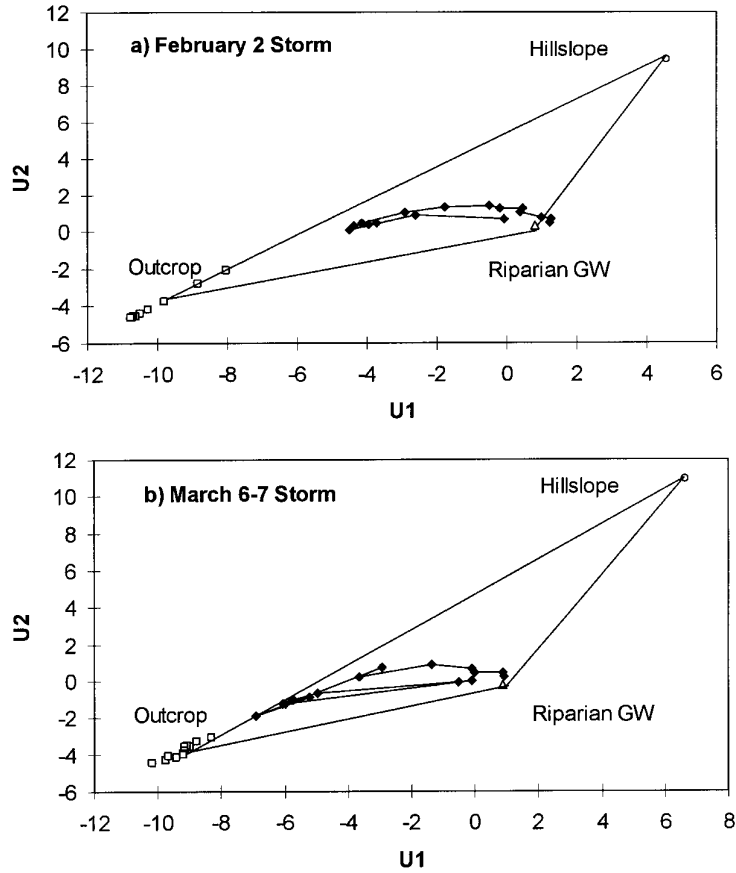 12
a) February 2 Storm
Hillslope
10
8
6
4
2
0
-2
-4
-6
U2
Outcrop
Riparian GW
-12 -10 -8 -6 -4 -2 0 2 4 6
U1
12
b) March 6-7 Storm
Hillslope
10
8
6
4
2
0
-2
-4
-6
U2
Outcrop
Riparian GW
-12 -10 -8 -6 -4 -2 0 2 4 6 8
U1